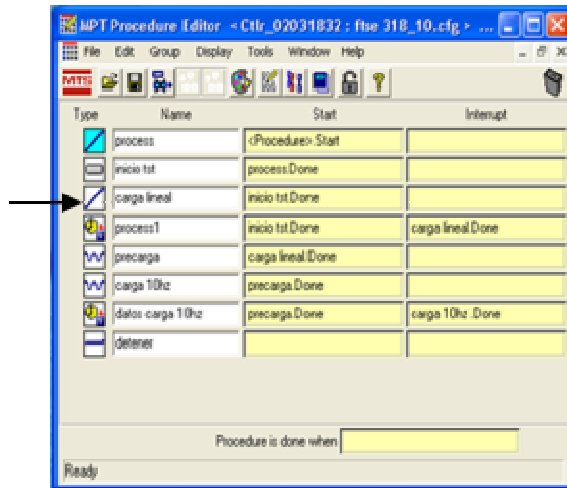 MPT Procedure Editor < Ctlr_02031832 : ftse 318_10.cfg > ...
File Edit Group Display Tools Window Help
MTS
Type Name Start Interrupt
process <Procedure>.Start
inicio tst process.Done
carga lineal inicio tst.Done
process1 inicio tst.Done carga lineal.Done
precarga carga lineal.Done
carga 10hz precarga.Done
datos carga 10hz precarga.Done carga 10hz .Done
detener
Procedure is done when
Ready